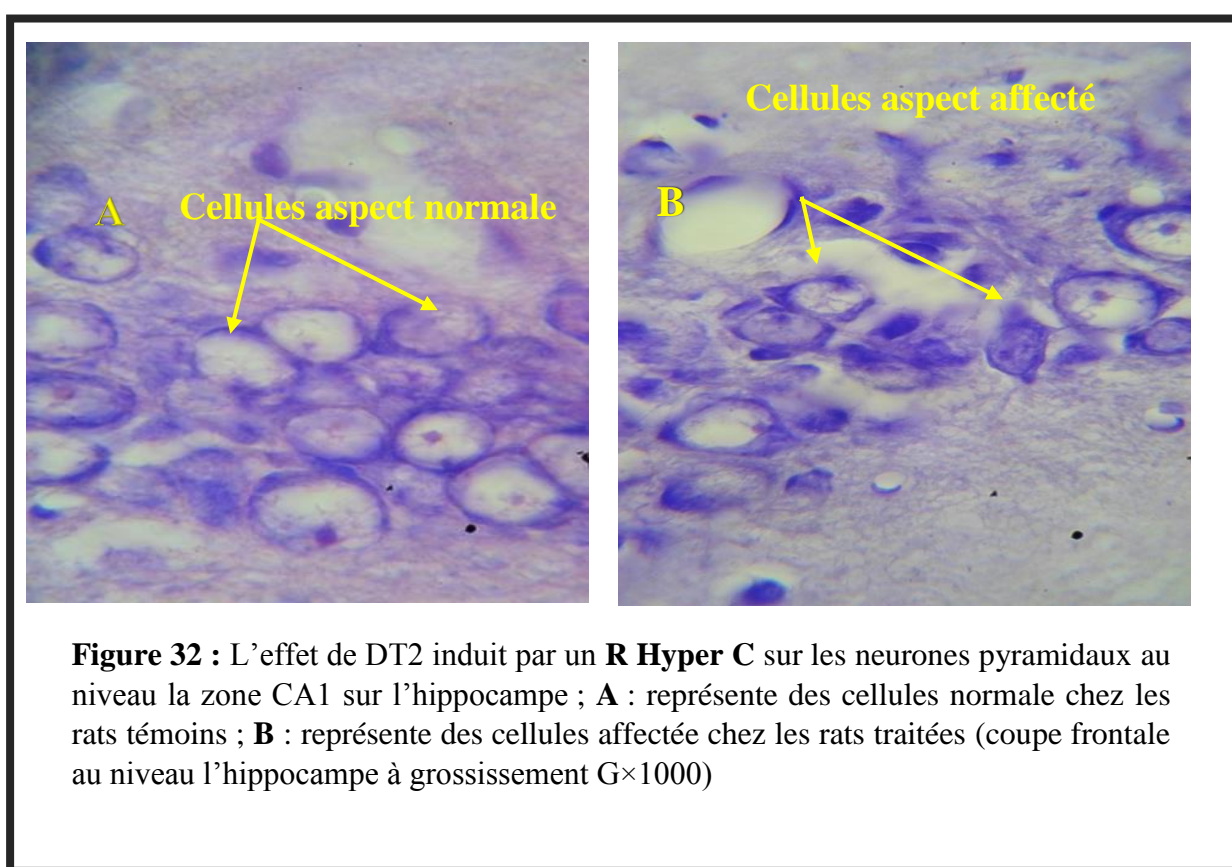 Cellules aspect affecté
A
Cellules aspect normale
B
Figure 32 : L’effet de DT2 induit par un R Hyper C sur les neurones pyramidaux au
niveau la zone CA1 sur l’hippocampe ; A : représente des cellules normale chez les
rats témoins ; B : représente des cellules affectée chez les rats traitées (coupe frontale
au niveau l’hippocampe à grossissement G×1000)